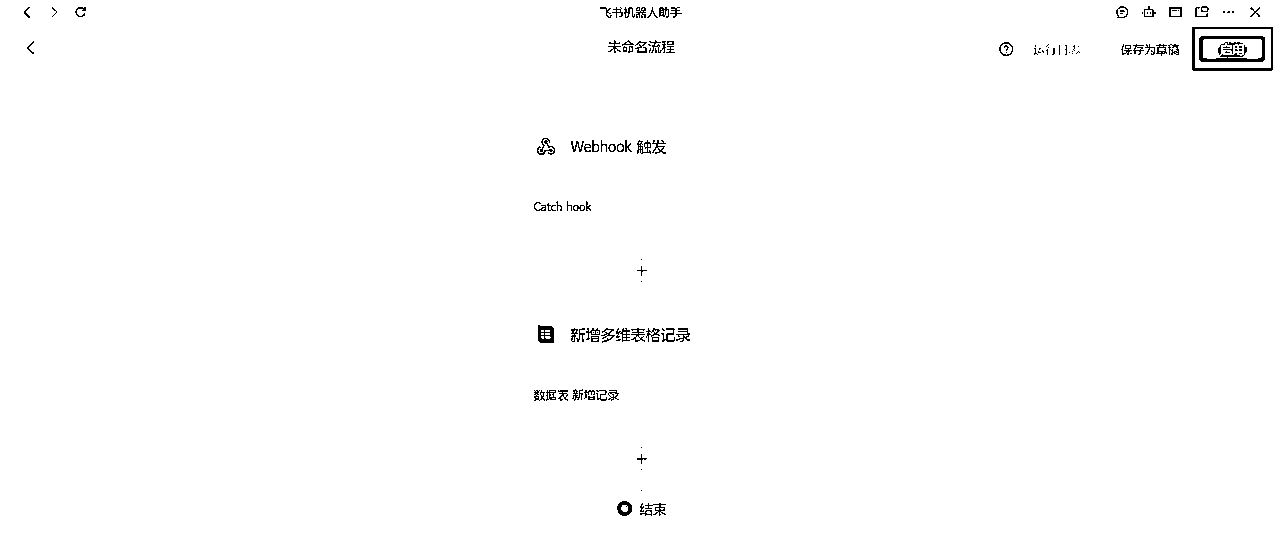 飞书机器人助手
未命名流程
运行日志 保存为草稿 启用
Webhook 触发
Catch hook
新增多维表格记录
数据表 新增记录
结束